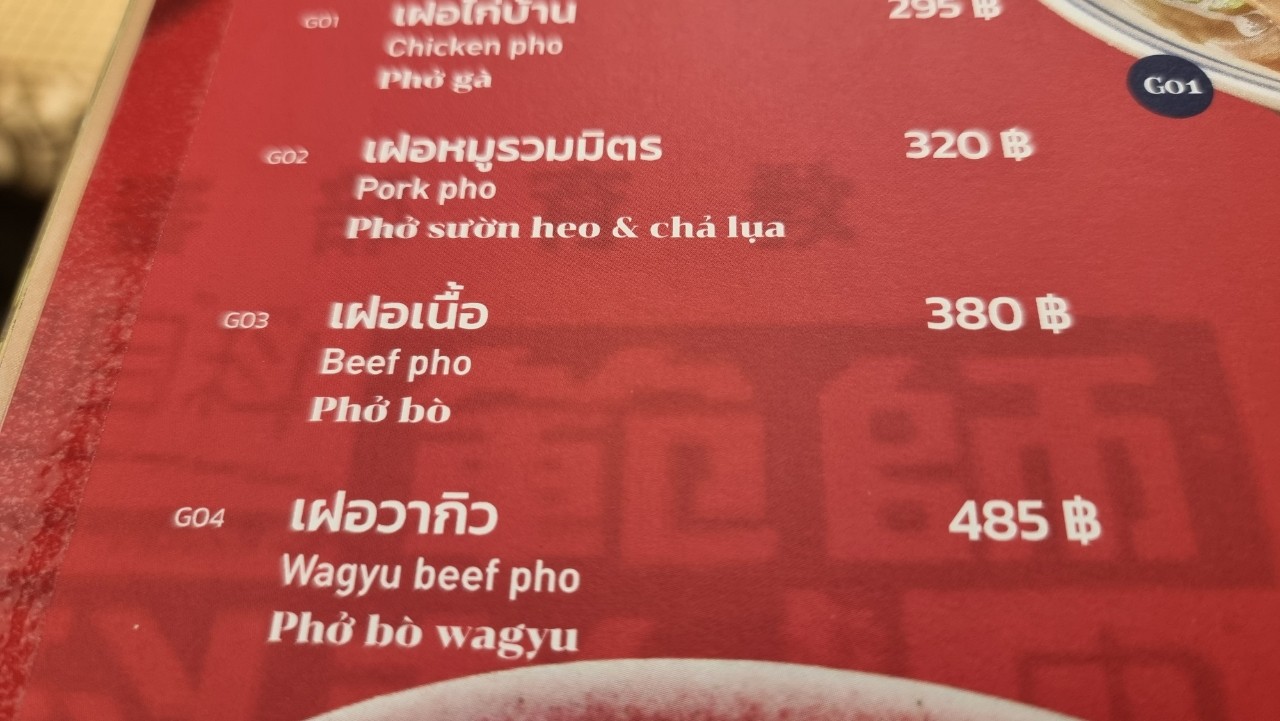 G01 เฝอไก่บ้าน 295 ฿
Chicken pho
Phở gà
G01
G02 เฝอหมูรวมมิตร 320 ฿
Pork pho
Phở sườn heo & chả lụa
G03 เฝอเนื้อ 380 ฿
Beef pho
Phở bò
G04 เฝอวากิว 485 ฿
Wagyu beef pho
Phở bò wagyu